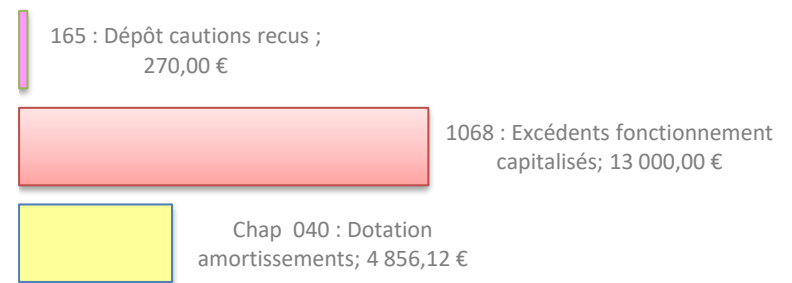 165 : Dépôt cautions recus ;
270,00 €
1068 : Excédents fonctionnement
capitalisés; 13 000,00 €
Chap  040 : Dotation
amortissements; 4 856,12 €